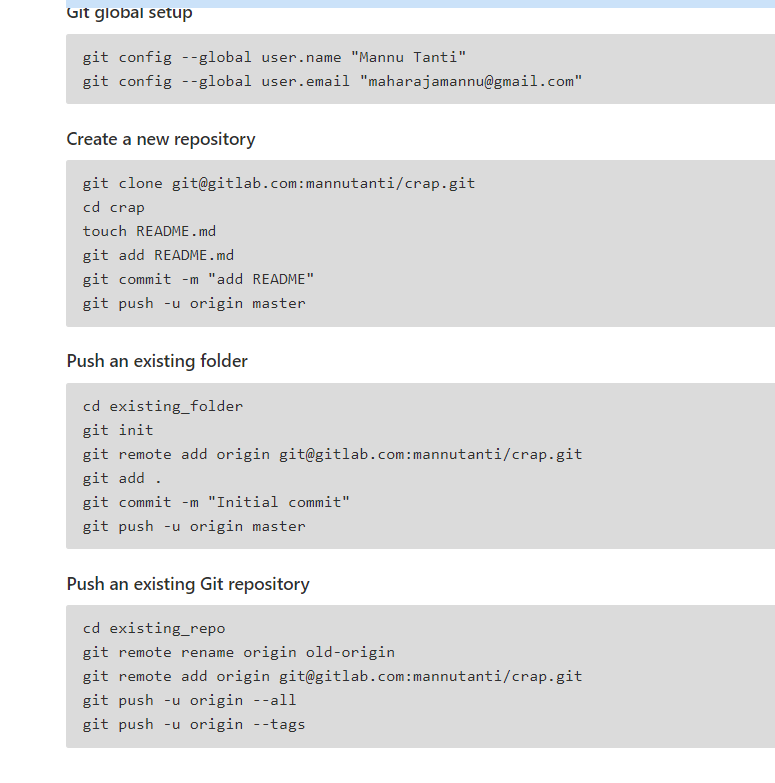 Git global setup
git config --global user.name "Mannu Tanti"
git config --global user.email "maharajamannu@gmail.com"
Create a new repository
git clone git@gitlab.com:mannutanti/crap.git
cd crap
touch README.md
git add README.md
git commit -m "add README"
git push -u origin master
Push an existing folder
cd existing_folder
git init
git remote add origin git@gitlab.com:mannutanti/crap.git
git add .
git commit -m "Initial commit"
git push -u origin master
Push an existing Git repository
cd existing_repo
git remote rename origin old-origin
git remote add origin git@gitlab.com:mannutanti/crap.git
git push -u origin --all
git push -u origin --tags